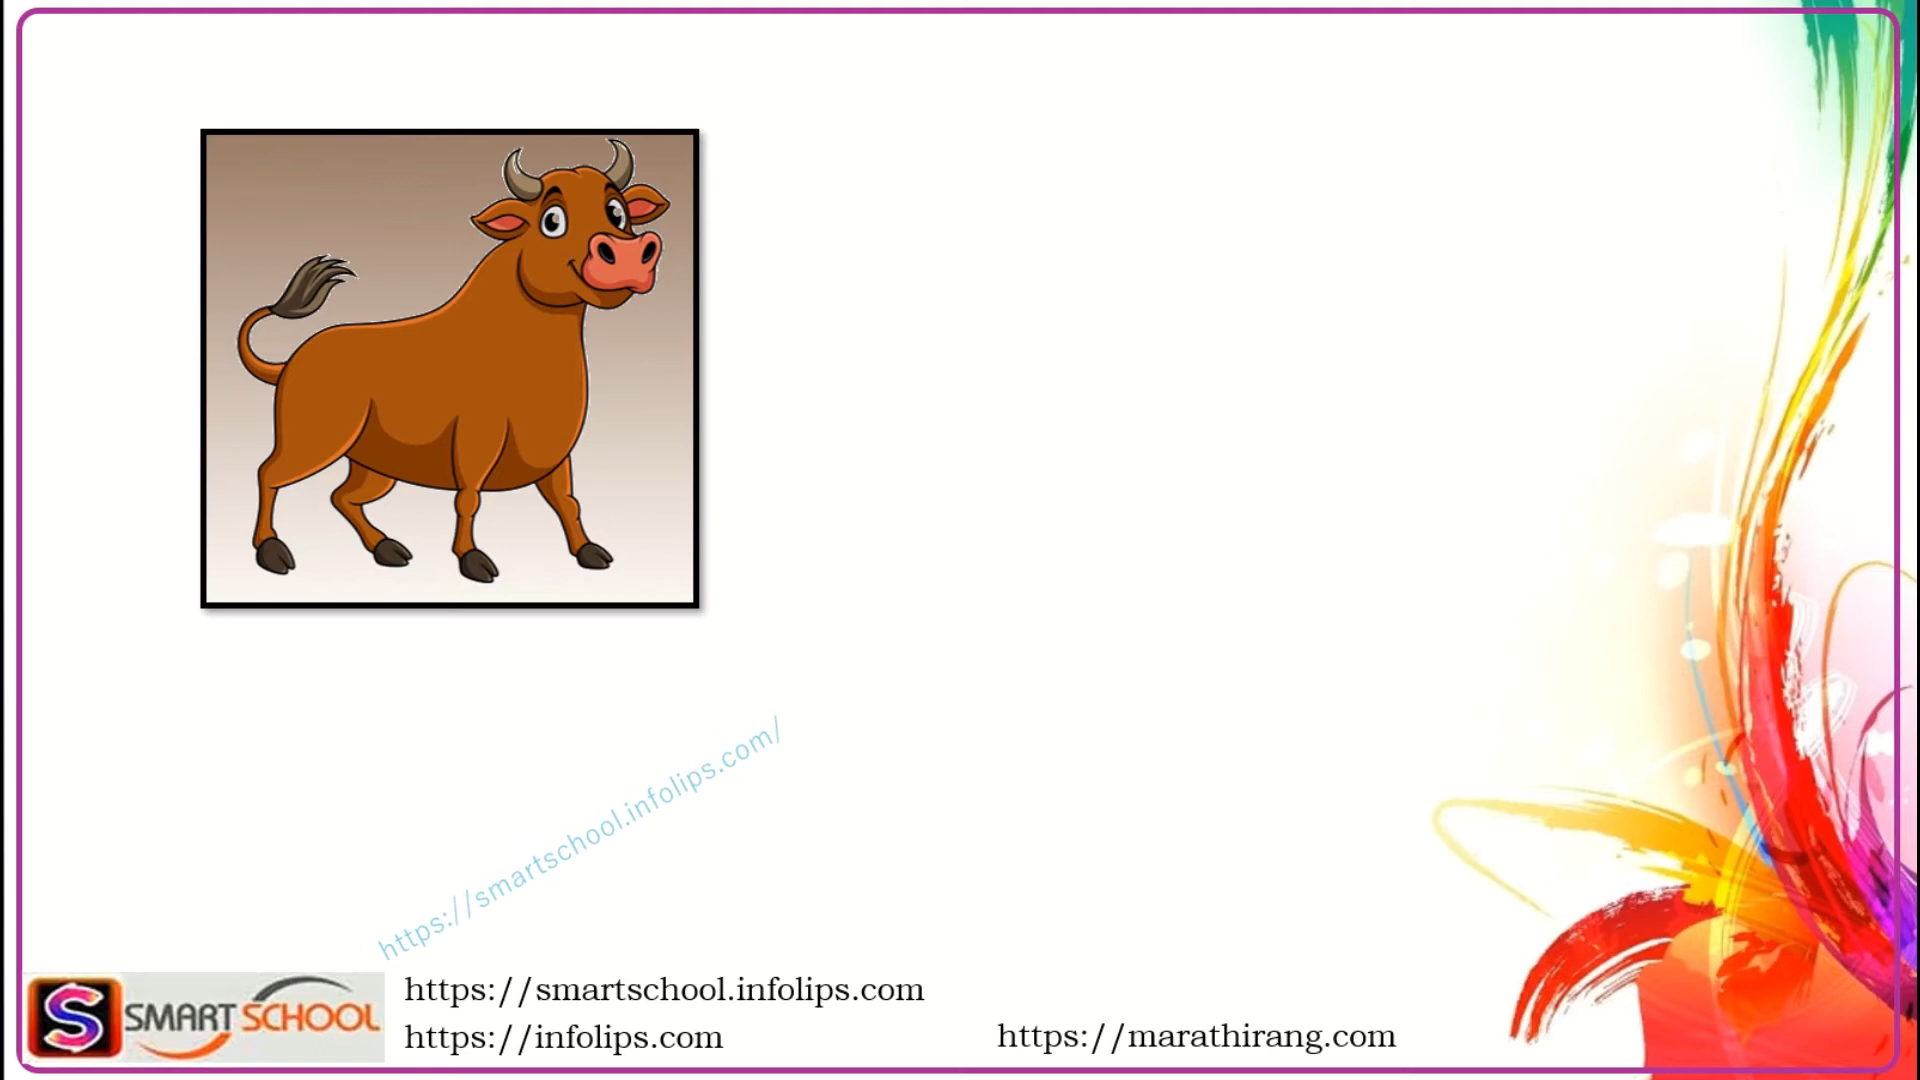 https://smartschool.infolips.com/
SMART SCHOOL
https://smartschool.infolips.com
https://infolips.com
https://marathirang.com